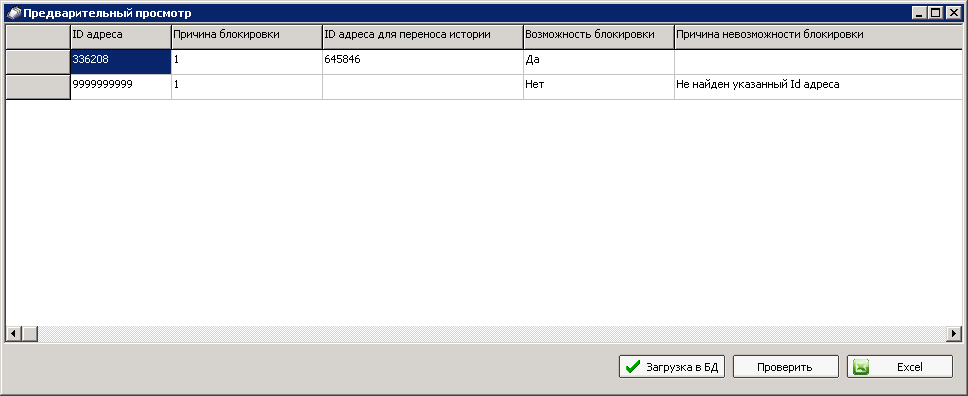 Предварительный просмотр
ID адреса Причина блокировки ID адреса для переноса истории Возможность блокировки Причина невозможности блокировки
336208 1 645846 Да
9999999999 1 Нет Не найден указанный Id адреса
Загрузка в БД Проверить Excel